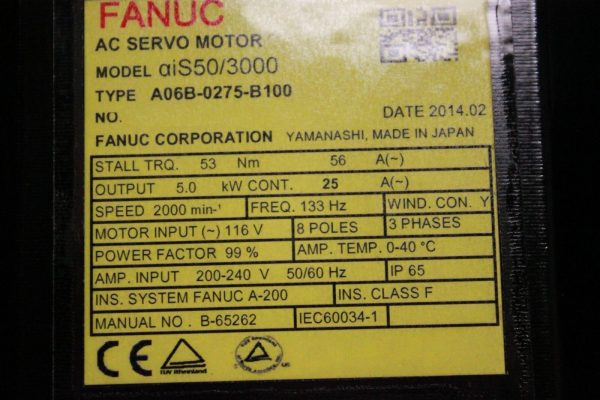 FANUC
AC SERVO MOTOR
MODEL αiS50/3000
TYPE A06B-0275-B100
NO.
DATE 2014.02
FANUC CORPORATION YAMANASHI, MADE IN JAPAN
STALL TRQ. 53 Nm 56 A(~)
OUTPUT 5.0 kW CONT. 25 A(~)
SPEED 2000 min-¹ FREQ. 133 Hz WIND. CON. Y
MOTOR INPUT (~) 116 V 8 POLES 3 PHASES
POWER FACTOR 99 % AMP. TEMP. 0-40 °C
AMP. INPUT 200-240 V 50/60 Hz IP 65
INS. SYSTEM FANUC A-200 INS. CLASS F
MANUAL NO. B-65262 IEC60034-1
CE TÜV Rheinland